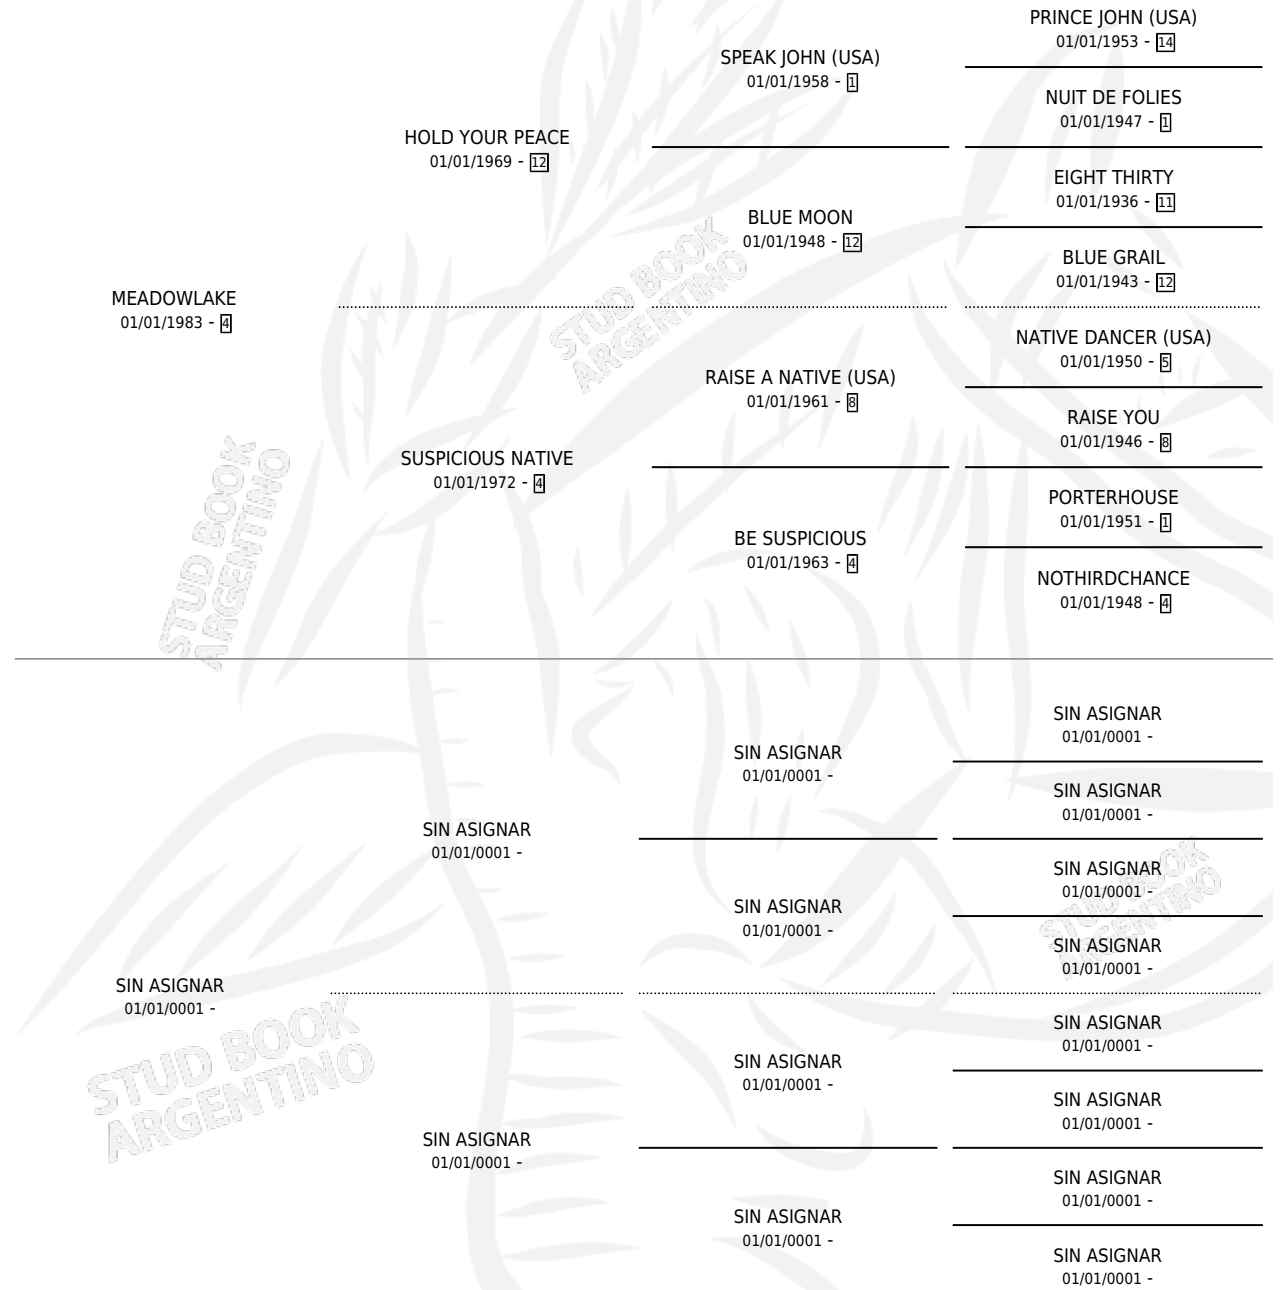 PRINCE JOHN (USA)
01/01/1953 - 14
SPEAK JOHN (USA)
01/01/1958 - 1
NUIT DE FOLIES
01/01/1947 - 1
HOLD YOUR PEACE
01/01/1969 - 12
EIGHT THIRTY
01/01/1936 - 11
BLUE MOON
01/01/1948 - 12
BLUE GRAIL
01/01/1943 - 12
MEADOWLAKE
01/01/1983 - 4
NATIVE DANCER (USA)
01/01/1950 - 5
RAISE A NATIVE (USA)
01/01/1961 - 8
RAISE YOU
01/01/1946 - 8
SUSPICIOUS NATIVE
01/01/1972 - 4
PORTERHOUSE
01/01/1951 - 1
BE SUSPICIOUS
01/01/1963 - 4
NOTHIRDCHANCE
01/01/1948 - 4
STUD BOOK
ARGENTINO
STUD BOOK
ARGENTINO
SIN ASIGNAR
01/01/0001 -
SIN ASIGNAR
01/01/0001 -
SIN ASIGNAR
01/01/0001 -
SIN ASIGNAR
01/01/0001 -
SIN ASIGNAR
01/01/0001 -
SIN ASIGNAR
01/01/0001 -
SIN ASIGNAR
01/01/0001 -
SIN ASIGNAR
01/01/0001 -
SIN ASIGNAR
01/01/0001 -
SIN ASIGNAR
01/01/0001 -
SIN ASIGNAR
01/01/0001 -
SIN ASIGNAR
01/01/0001 -
SIN ASIGNAR
01/01/0001 -
SIN ASIGNAR
01/01/0001 -
SIN ASIGNAR
01/01/0001 -
STUD BOOK
ARGENTINO
STUD BOOK
ARGENTINO